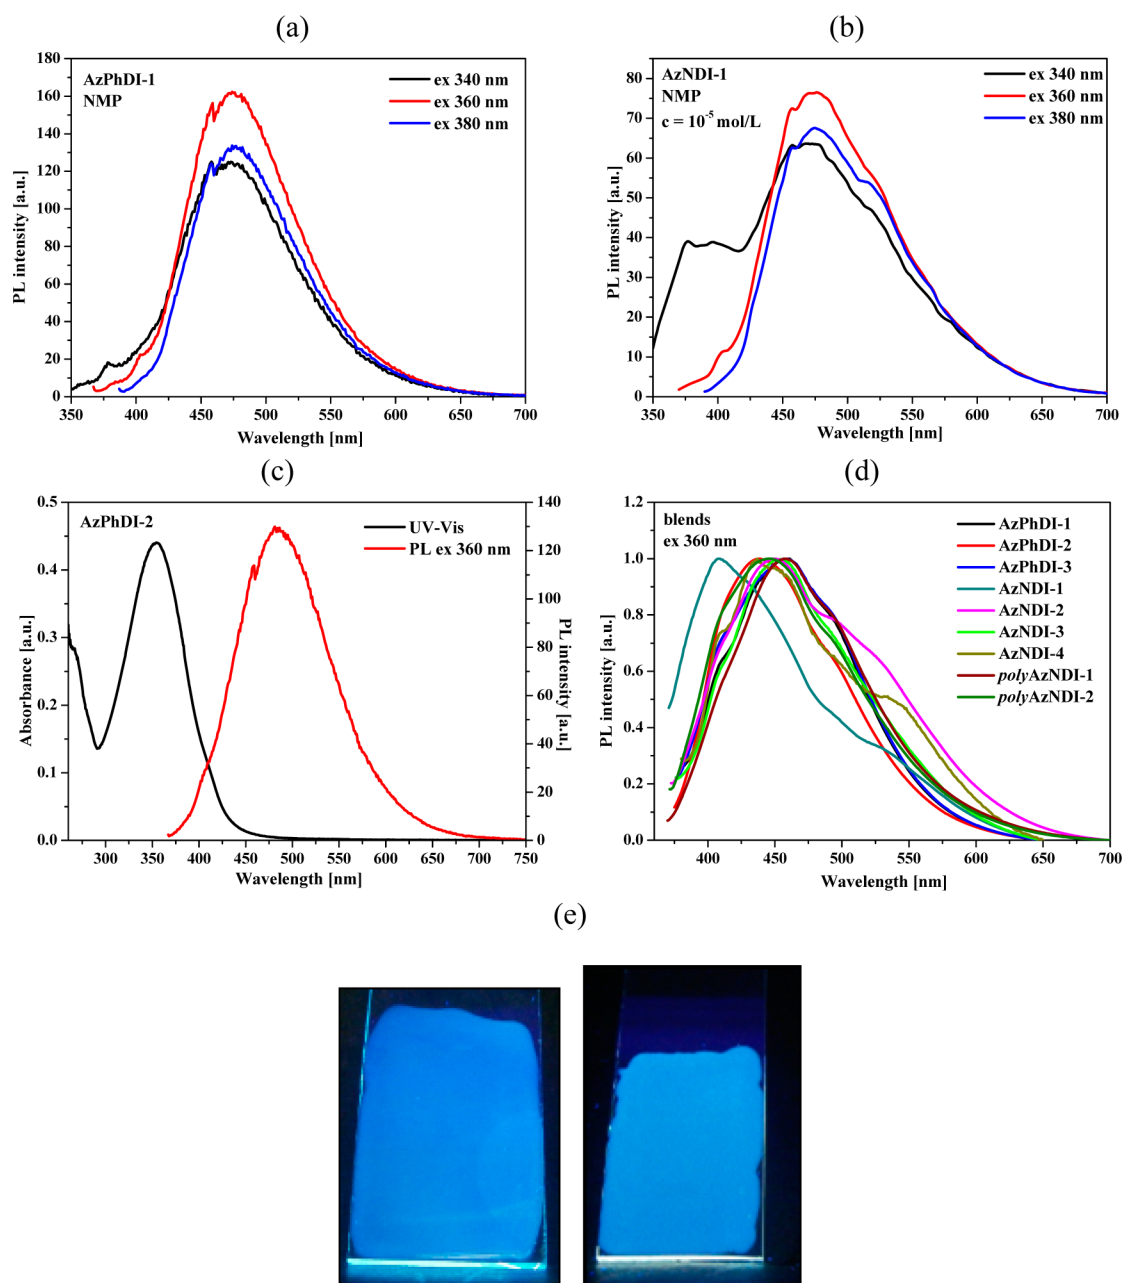 (a)
AzPhDI-1
NMP
ex 340 nm
ex 360 nm
ex 380 nm
180
160
140
120
100
80
60
40
20
0
PL intensity [a.u.]
350 400 450 500 550 600 650 700
Wavelength [nm]
(b)
AzNDI-1
NMP
c = 10⁻⁵ mol/L
ex 340 nm
ex 360 nm
ex 380 nm
80
70
60
50
40
30
20
10
0
PL intensity [a.u.]
350 400 450 500 550 600 650 700
Wavelength [nm]
(c)
AzPhDI-2
UV-Vis
PL ex 360 nm
0.5
0.4
0.3
0.2
0.1
0.0
Absorbance [a.u.]
140
120
100
80
60
40
20
0
PL intensity [a.u.]
300 350 400 450 500 550 600 650 700 750
Wavelength [nm]
(d)
blends
ex 360 nm
AzPhDI-1
AzPhDI-2
AzPhDI-3
AzNDI-1
AzNDI-2
AzNDI-3
AzNDI-4
polyAzNDI-1
polyAzNDI-2
1.2
1.0
0.8
0.6
0.4
0.2
0.0
PL intensity [a.u.]
400 450 500 550 600 650 700
Wavelength [nm]
(e)